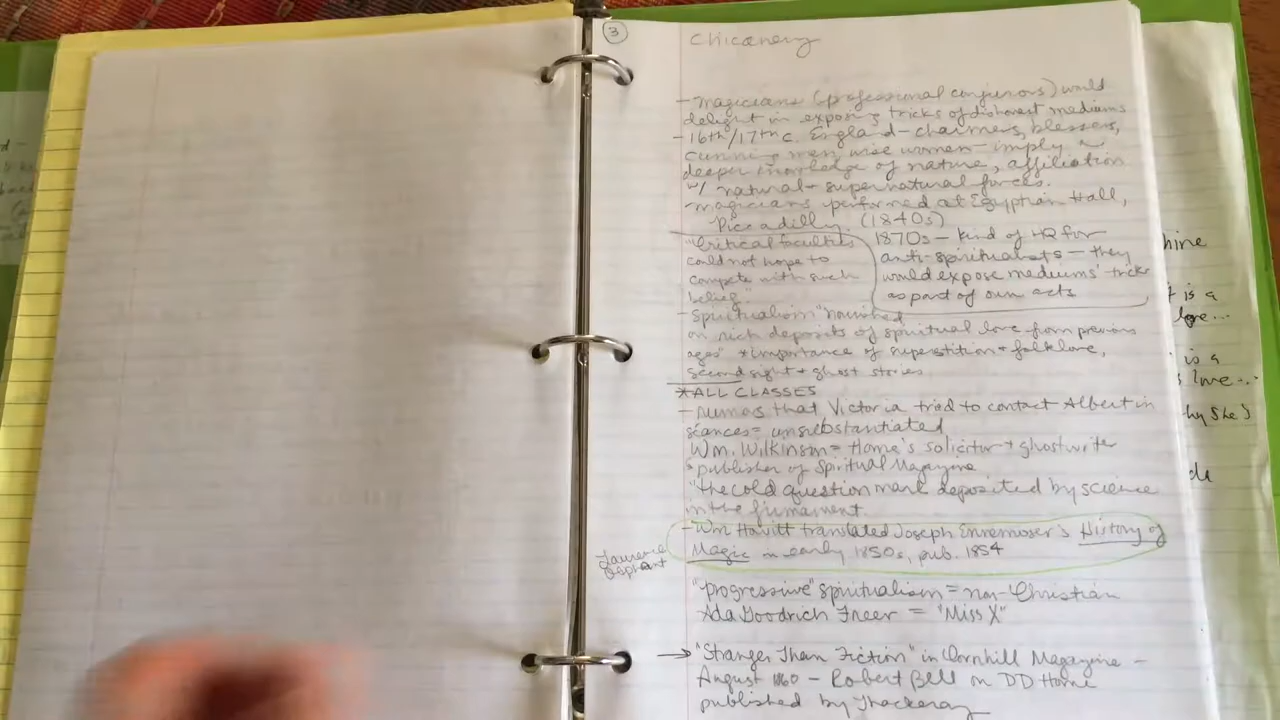 3
Chicanery
- magicians (professional conjurors) would
delight in exposing tricks of dishonest mediums
- 16th/17th c. England - charmers, blessers,
cunning men, wise women - imply a
deeper knowledge of nature, affiliation
w/ natural + supernatural forces.
- magicians performed at Egyptian Hall,
Piccadilly (1840s)
1870s - kind of HQ for
anti-spiritualists - they
would expose mediums' tricks
as part of own acts
"Critical faculties
could not hope to
compete with such
belief."
- Spiritualism "nourished
on rich deposits of spiritual love from previous
ages" * importance of superstition + folklore,
second sight + ghost stories
*ALL CLASSES
- rumors that Victoria tried to contact Albert in
séances = unsubstantiated
Wm. Wilkinson = Home's solicitor + ghostwriter
publisher of Spiritual Magazine
"the cold question mark deposited by science
in the firmament
- Wm Howitt translated Joseph Ennemoser's History of
Magic in early 1850s, pub. 1854
Laurence
Oliphant
"progressive" spiritualism = non-Christian
Ada Goodrich Freer = "Miss X"
→ "Stranger Than Fiction" in Cornhill Magazine -
August 1860 - Robert Bell on DD Home
published by Thackeray
hine
t is a
is a